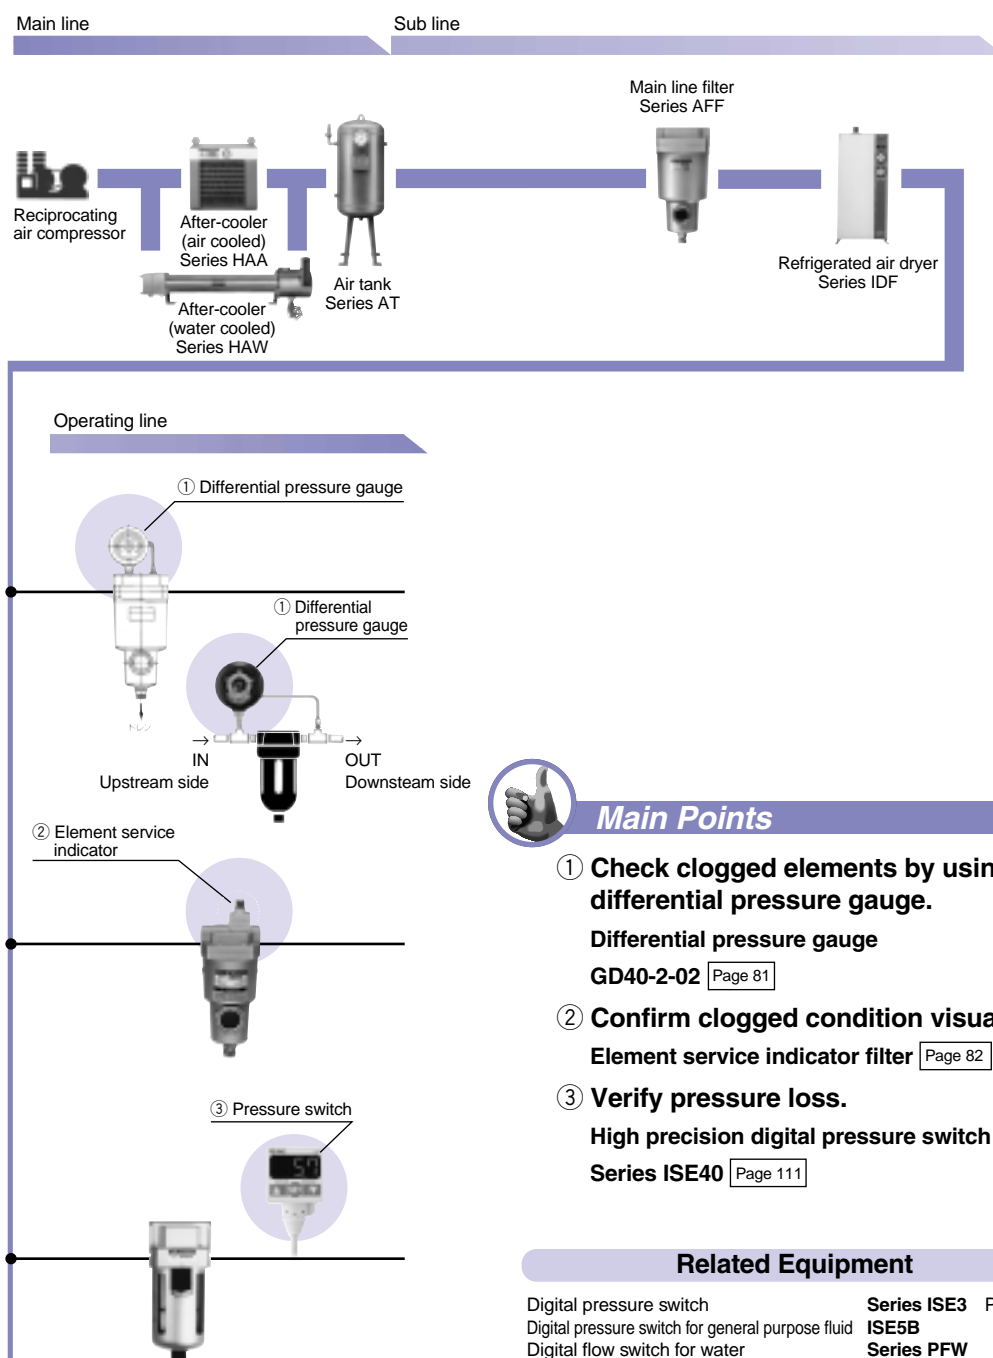 Main line
Sub line
Main line filter
Series AFF
Reciprocating
air compressor
After-cooler
(air cooled)
Series HAA
After-cooler
(water cooled)
Series HAW
Air tank
Series AT
Refrigerated air dryer
Series IDF
Operating line
① Differential pressure gauge
ドレン
① Differential
pressure gauge
IN
Upstream side
OUT
Downsteam side
② Element service
indicator
③ Pressure switch
57
Main Points
① Check clogged elements by usin
differential pressure gauge.
Differential pressure gauge
GD40-2-02 Page 81
② Confirm clogged condition visua
Element service indicator filter Page 82
③ Verify pressure loss.
High precision digital pressure switch
Series ISE40 Page 111
Related Equipment
Digital pressure switch Series ISE3 P
Digital pressure switch for general purpose fluid ISE5B
Digital flow switch for water Series PFW